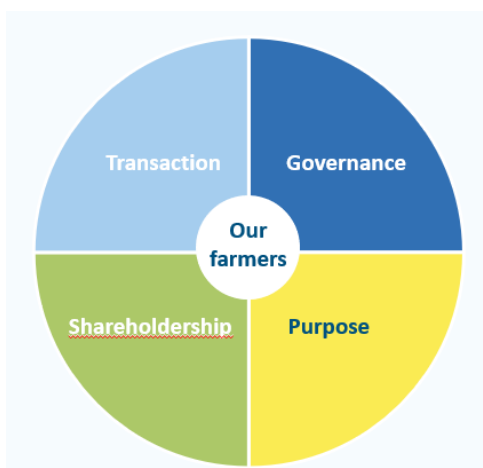 Transaction
Governance
Our
farmers
Shareholdership
Purpose